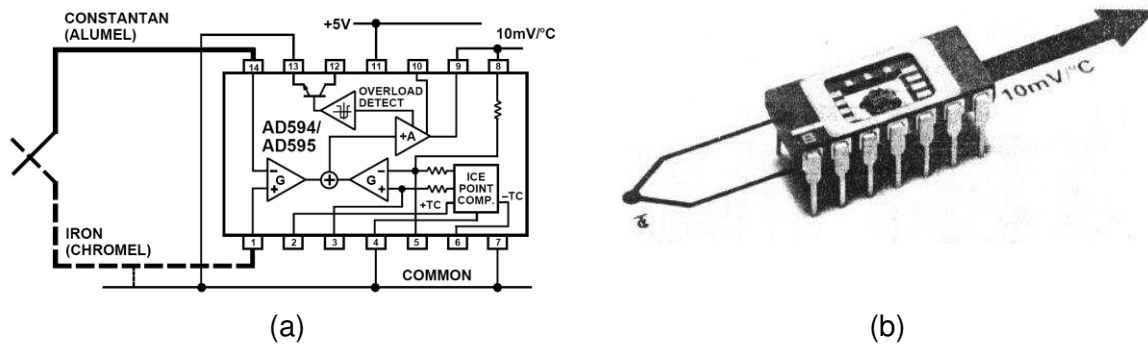 CONSTANTAN
(ALUMEL)
+5V
10mV/°C
14 13 12 11 10 9 8
OVERLOAD
DETECT
AD594/
AD595
+A
G
G
ICE
POINT
COMP.
+TC
–TC
IRON
(CHROMEL)
1 2 3 4 5 6 7
COMMON
10mV/°C
(a)
(b)